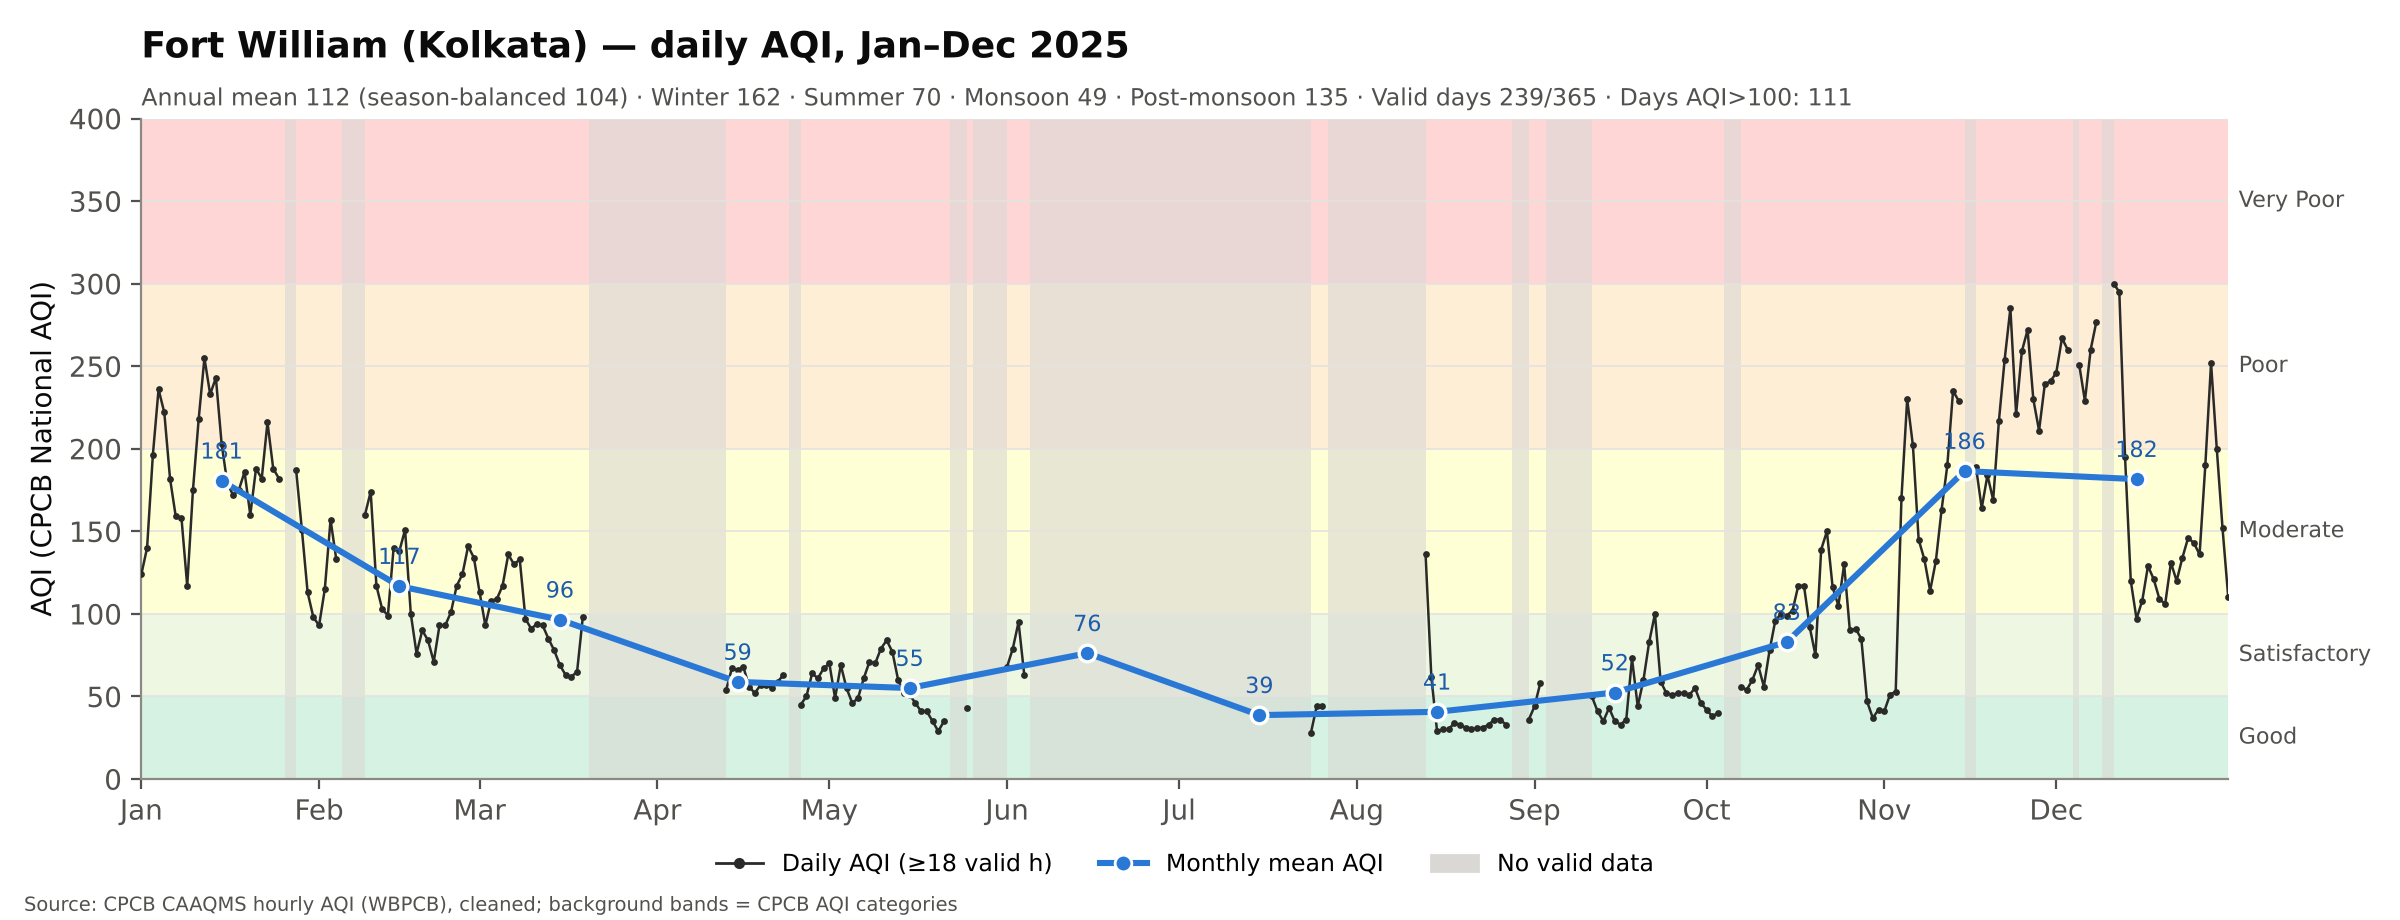 Fort William (Kolkata) — daily AQI, Jan–Dec 2025
Annual mean 112 (season-balanced 104) · Winter 162 · Summer 70 · Monsoon 49 · Post-monsoon 135 · Valid days 239/365 · Days AQI>100: 111
AQI (CPCB National AQI)
400
350
300
250
200
150
100
50
0
Very Poor
Poor
Moderate
Satisfactory
Good
181
117
96
59
55
76
39
41
52
83
186
182
Jan Feb Mar Apr May Jun Jul Aug Sep Oct Nov Dec
Daily AQI (≥18 valid h) Monthly mean AQI No valid data
Source: CPCB CAAQMS hourly AQI (WBPCB), cleaned; background bands = CPCB AQI categories